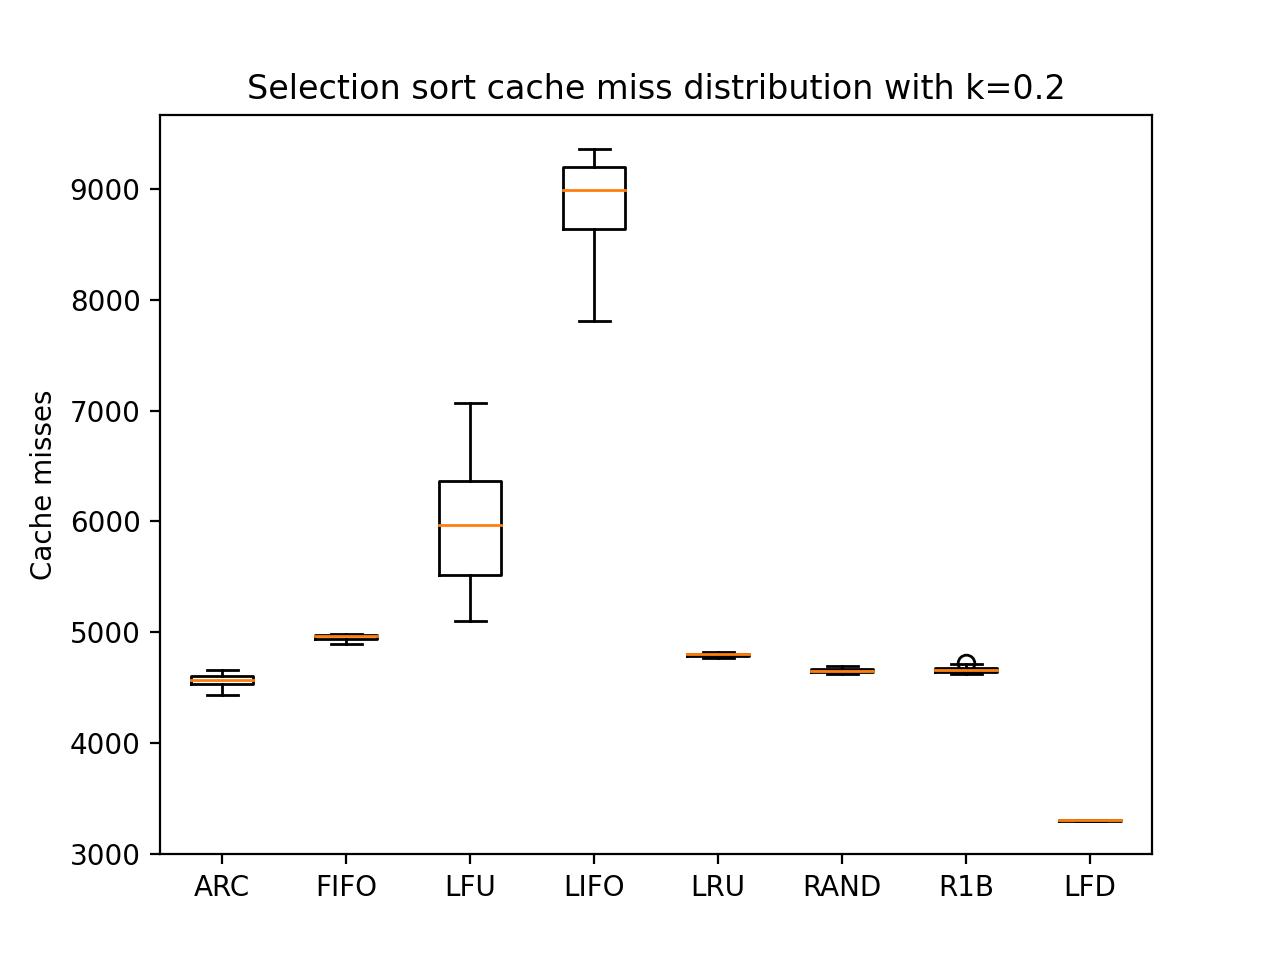 Selection sort cache miss distribution with k=0.2
Cache misses
9000
8000
7000
6000
5000
4000
3000
ARC FIFO LFU LIFO LRU RAND R1B LFD